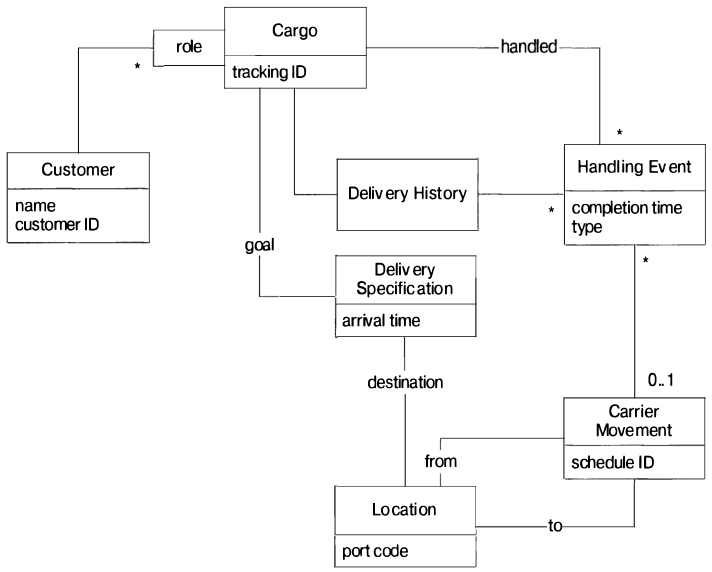 Cargo
role
handled
tracking ID
*
*
Customer
Handling Event
name
customer ID
Delivery History
completion time
type
*
goal
Delivery
Specification
*
arrival time
destination
0..1
Carrier
Movement
from
schedule ID
Location
to
port code